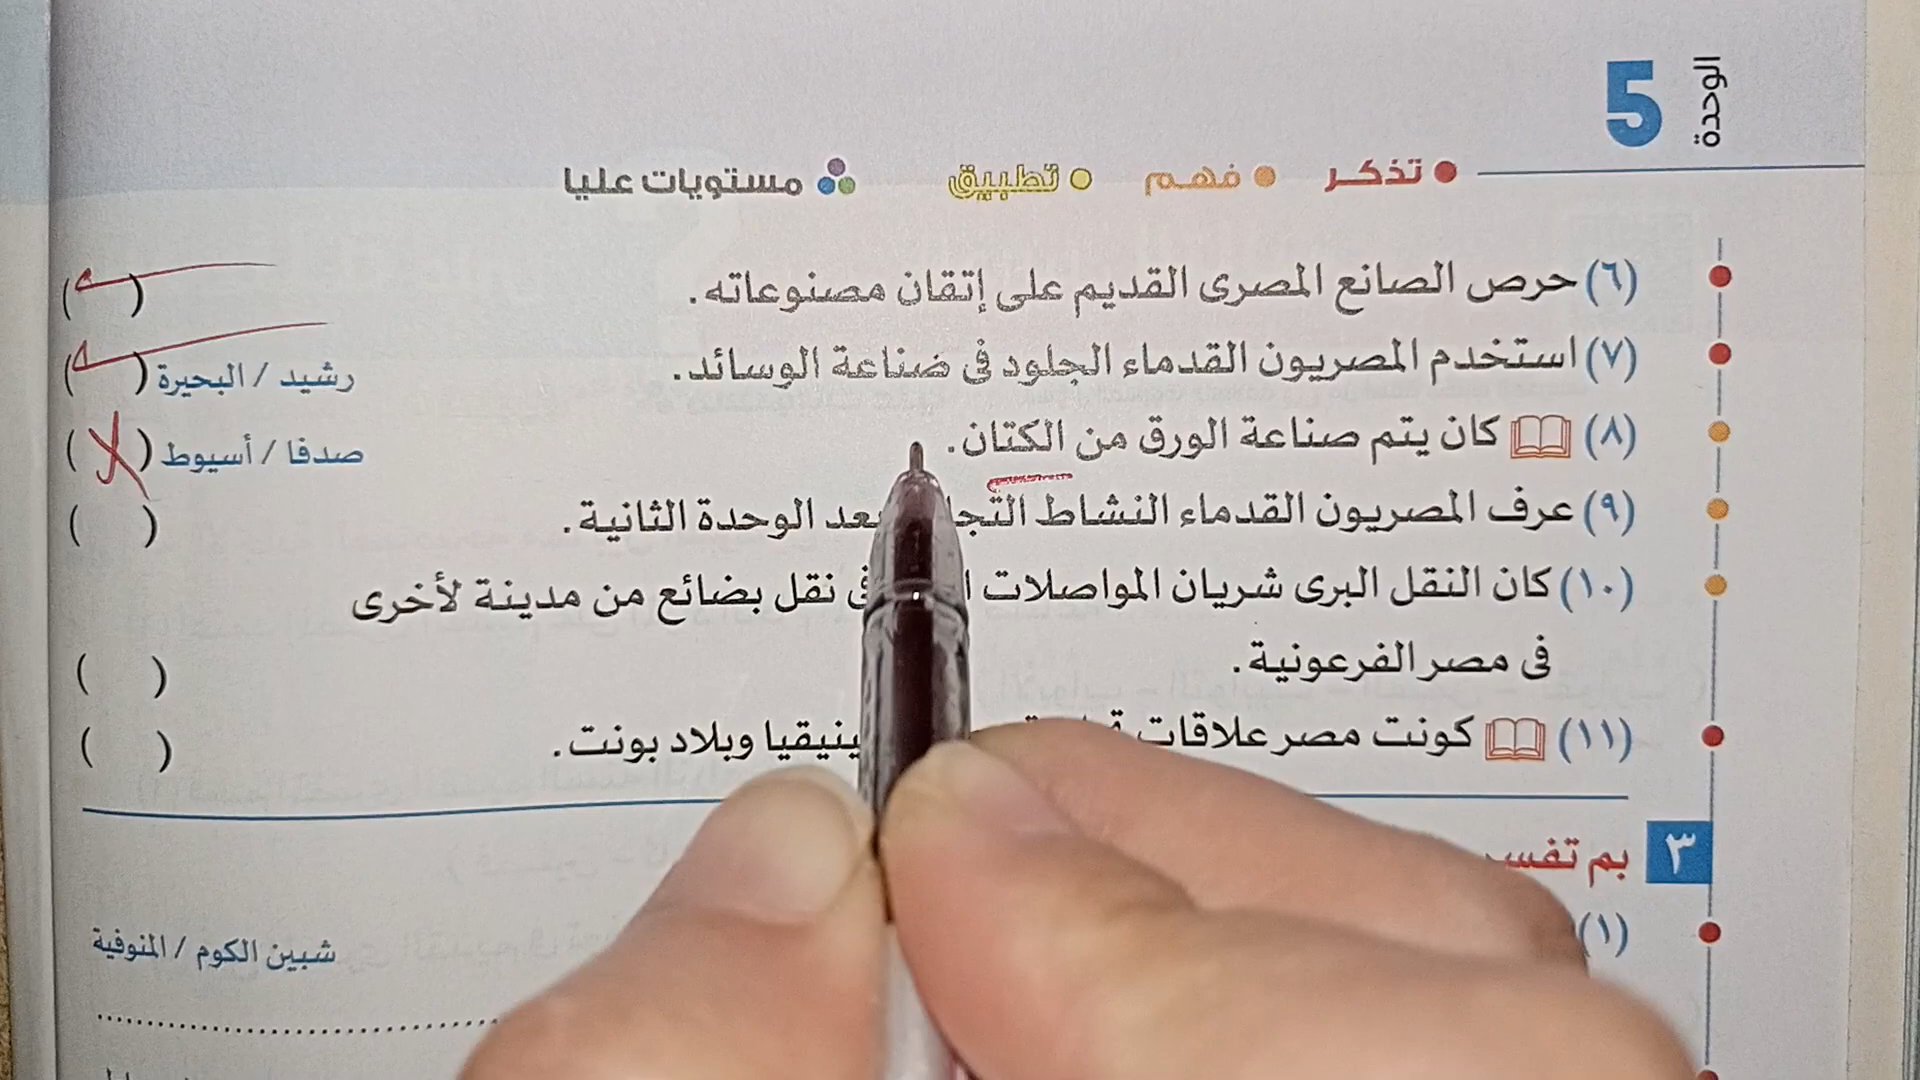 الوحدة 5
تذكر فهم تطبيق مستويات عليا
(٦) حرص الصانع المصرى القديم على إتقان مصنوعاته. ( )
(٧) استخدم المصريون القدماء الجلود فى صناعة الوسائد. رشيد / البحيرة ( )
(٨) كان يتم صناعة الورق من الكتان. صدفا / أسيوط (X)
(٩) عرف المصريون القدماء النشاط بعد الوحدة الثانية. ( )
(١٠) كان النقل البرى شريان المواصلات فى نقل بضائع من مدينة لأخرى
فى مصر الفرعونية. ( )
(١١) كونت مصر علاقات وبلاد بونت. ( )
٣ بم تفسر
(١)
شبين الكوم / المنوفية